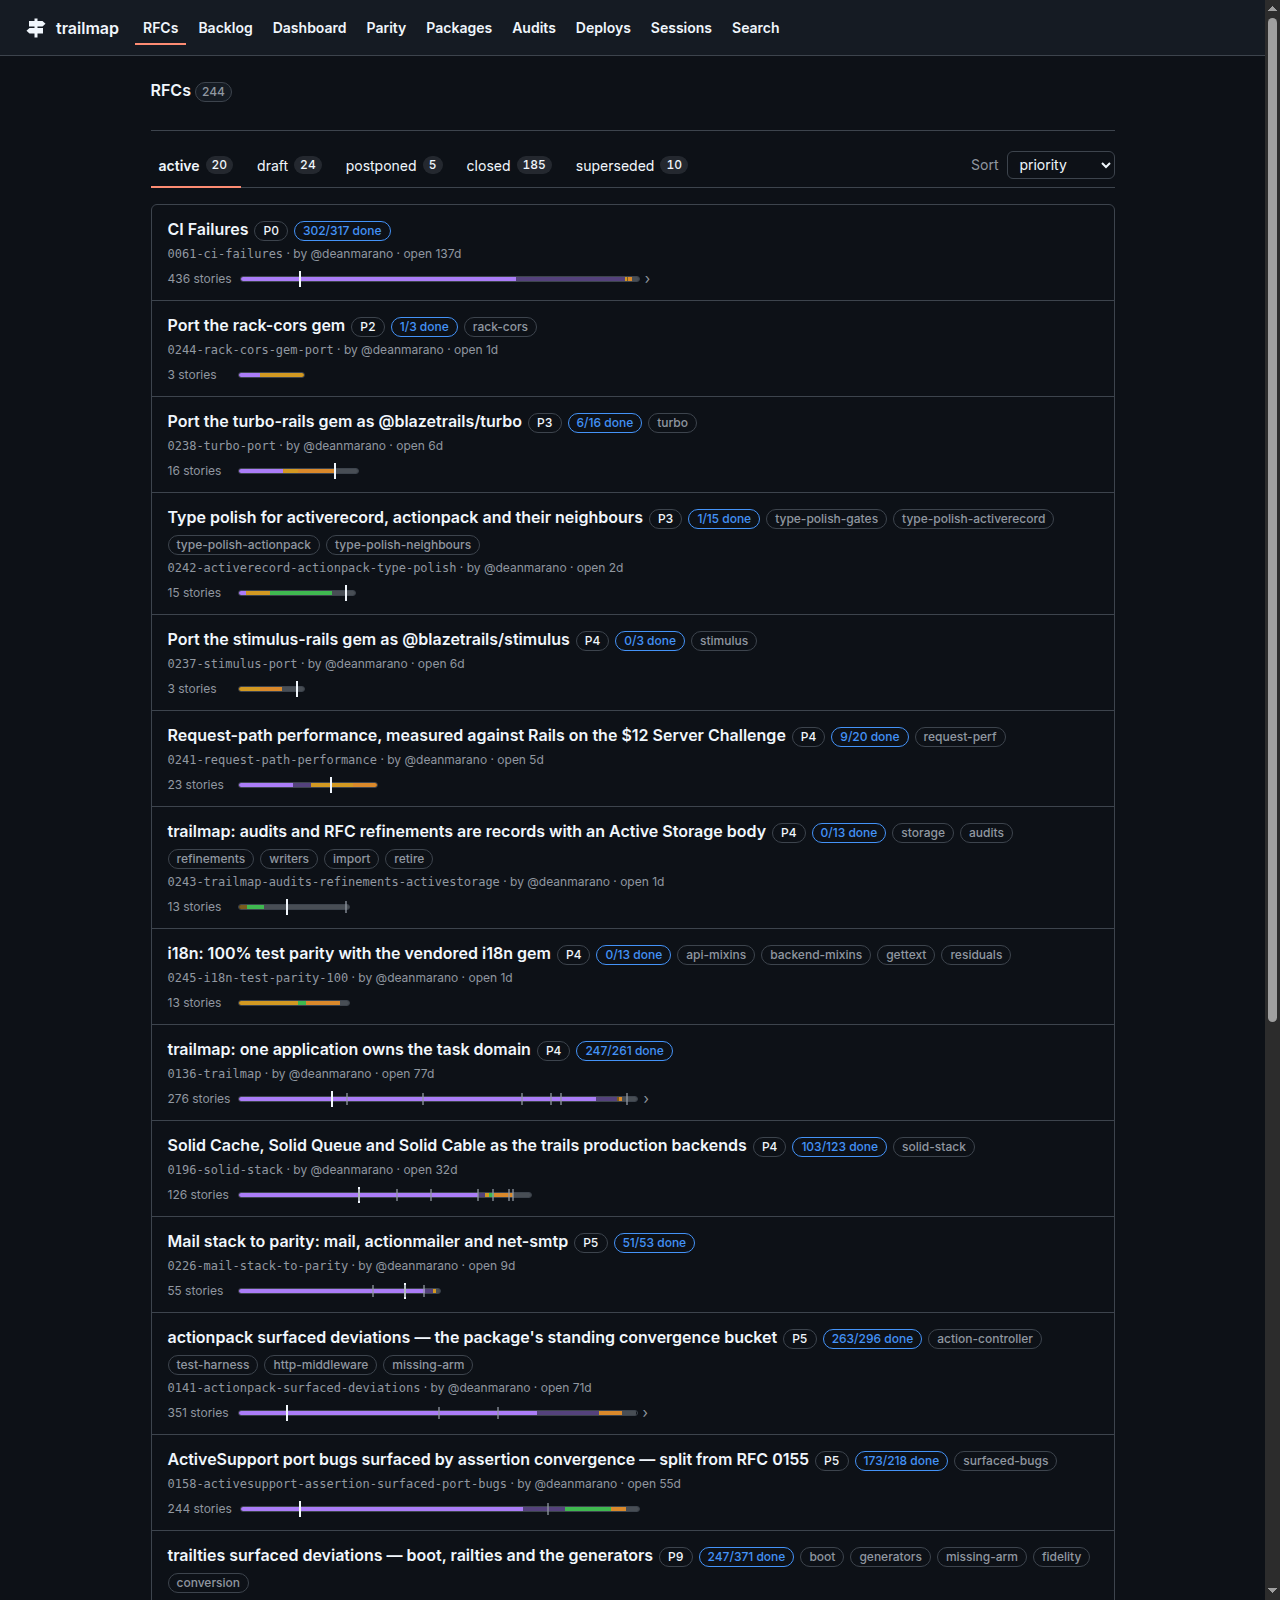 trailmap RFCs Backlog Dashboard Parity Packages Audits Deploys Sessions Search
RFCs 244
active 20 draft 24 postponed 5 closed 185 superseded 10 Sort priority
CI Failures P0 302/317 done
0061-ci-failures · by @deanmarano · open 137d
436 stories ›
Port the rack-cors gem P2 1/3 done rack-cors
0244-rack-cors-gem-port · by @deanmarano · open 1d
3 stories
Port the turbo-rails gem as @blazetrails/turbo P3 6/16 done turbo
0238-turbo-port · by @deanmarano · open 6d
16 stories
Type polish for activerecord, actionpack and their neighbours P3 1/15 done type-polish-gates type-polish-activerecord
type-polish-actionpack type-polish-neighbours
0242-activerecord-actionpack-type-polish · by @deanmarano · open 2d
15 stories
Port the stimulus-rails gem as @blazetrails/stimulus P4 0/3 done stimulus
0237-stimulus-port · by @deanmarano · open 6d
3 stories
Request-path performance, measured against Rails on the $12 Server Challenge P4 9/20 done request-perf
0241-request-path-performance · by @deanmarano · open 5d
23 stories
trailmap: audits and RFC refinements are records with an Active Storage body P4 0/13 done storage audits
refinements writers import retire
0243-trailmap-audits-refinements-activestorage · by @deanmarano · open 1d
13 stories
i18n: 100% test parity with the vendored i18n gem P4 0/13 done api-mixins backend-mixins gettext residuals
0245-i18n-test-parity-100 · by @deanmarano · open 1d
13 stories
trailmap: one application owns the task domain P4 247/261 done
0136-trailmap · by @deanmarano · open 77d
276 stories ›
Solid Cache, Solid Queue and Solid Cable as the trails production backends P4 103/123 done solid-stack
0196-solid-stack · by @deanmarano · open 32d
126 stories
Mail stack to parity: mail, actionmailer and net-smtp P5 51/53 done
0226-mail-stack-to-parity · by @deanmarano · open 9d
55 stories
actionpack surfaced deviations — the package's standing convergence bucket P5 263/296 done action-controller
test-harness http-middleware missing-arm
0141-actionpack-surfaced-deviations · by @deanmarano · open 71d
351 stories ›
ActiveSupport port bugs surfaced by assertion convergence — split from RFC 0155 P5 173/218 done surfaced-bugs
0158-activesupport-assertion-surfaced-port-bugs · by @deanmarano · open 55d
244 stories
trailties surfaced deviations — boot, railties and the generators P9 247/371 done boot generators missing-arm fidelity
conversion